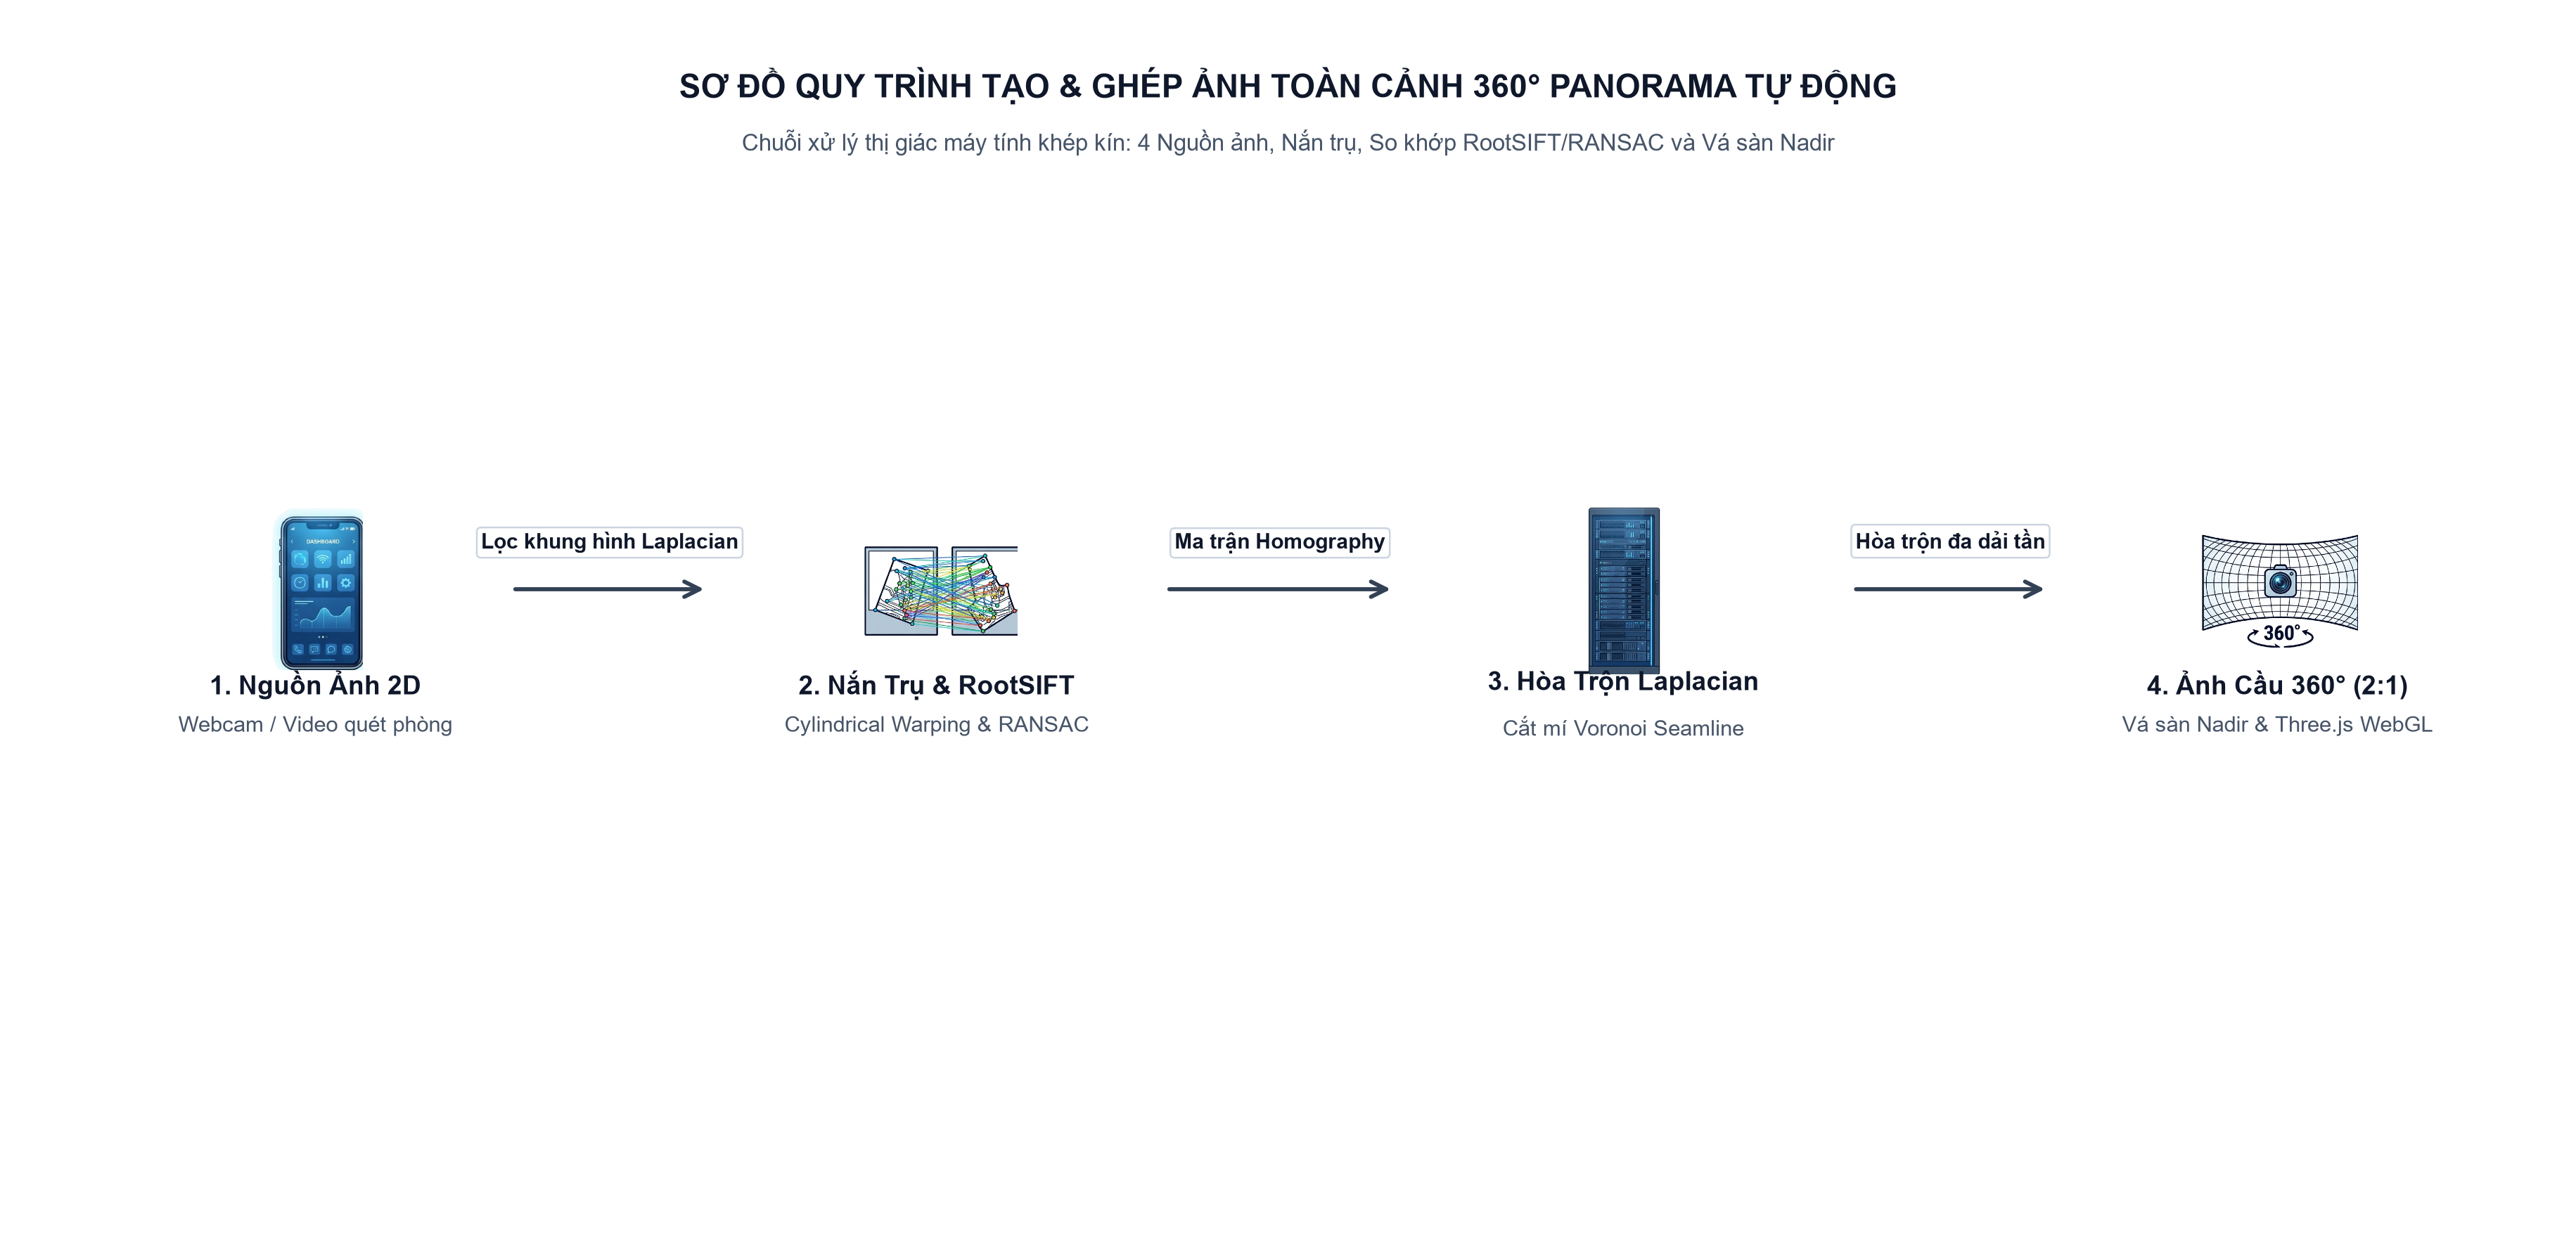 SƠ ĐỒ QUY TRÌNH TẠO & GHÉP ẢNH TOÀN CẢNH 360° PANORAMA TỰ ĐỘNG
Chuỗi xử lý thị giác máy tính khép kín: 4 Nguồn ảnh, Nắn trụ, So khớp RootSIFT/RANSAC và Vá sàn Nadir
DASHBOARD
Lọc khung hình Laplacian
Ma trận Homography
Hòa trộn đa dải tần
360°
1. Nguồn Ảnh 2D
Webcam / Video quét phòng
2. Nắn Trụ & RootSIFT
Cylindrical Warping & RANSAC
3. Hòa Trộn Laplacian
Cắt mí Voronoi Seamline
4. Ảnh Cầu 360° (2:1)
Vá sàn Nadir & Three.js WebGL